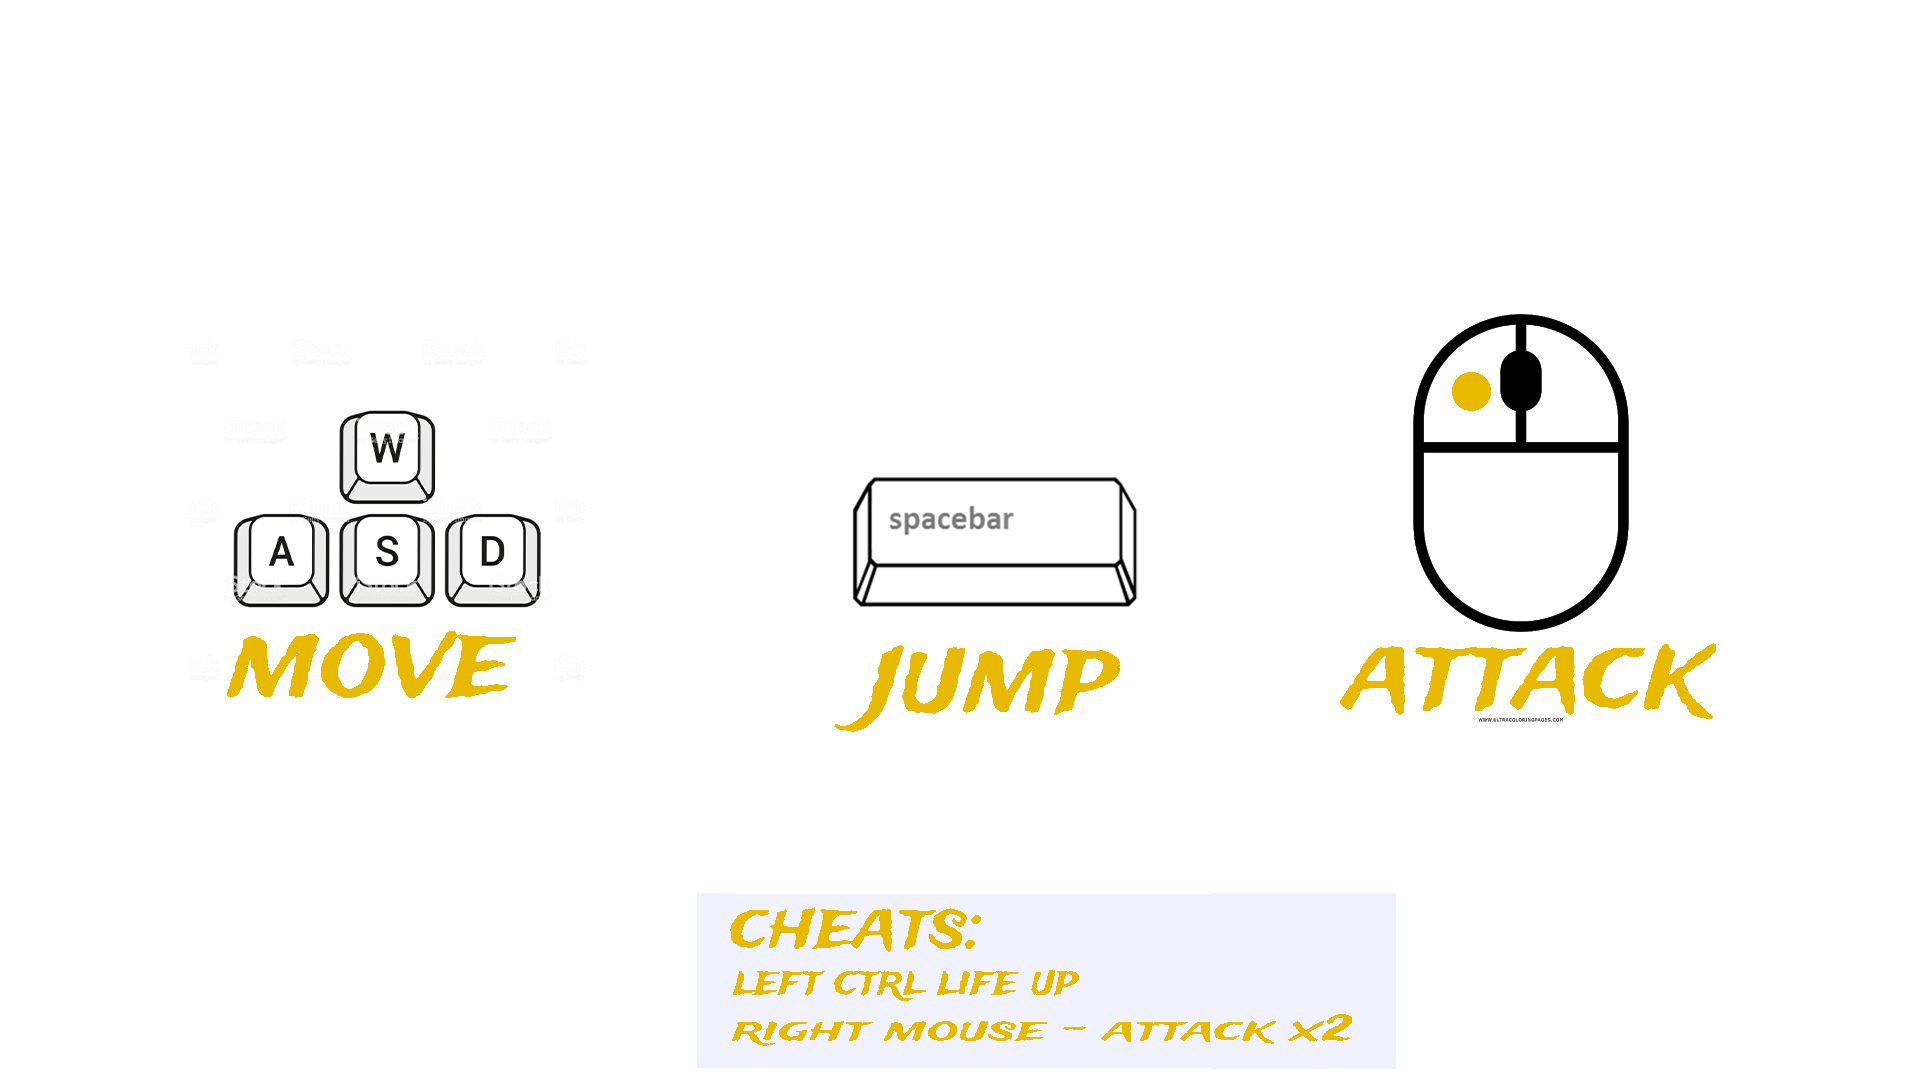 W
A S D
MOVE
spacebar
JUMP
ATTACK
WWW.ULTRACOLORINGPAGES.COM
CHEATS:
LEFT CTRL LIFE UP
RIGHT MOUSE - ATTACK X2